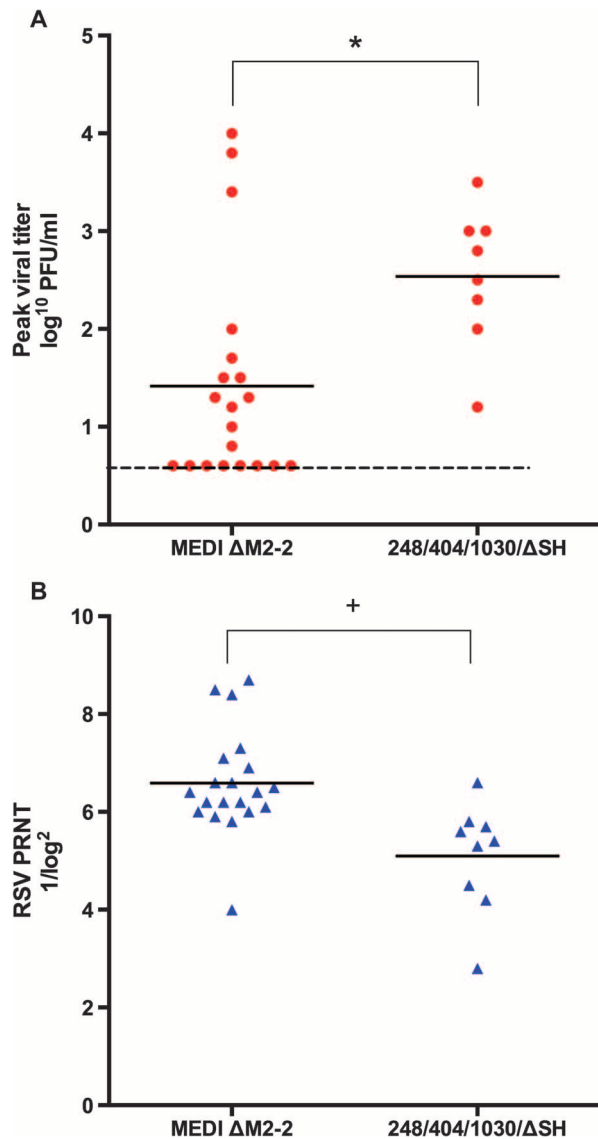 A
*
Peak viral titer
log¹⁰ PFU/ml
5
4
3
2
1
0
MEDI ΔM2-2
248/404/1030/ΔSH
B
+
RSV PRNT
1/log²
10
8
6
4
2
0
MEDI ΔM2-2
248/404/1030/ΔSH